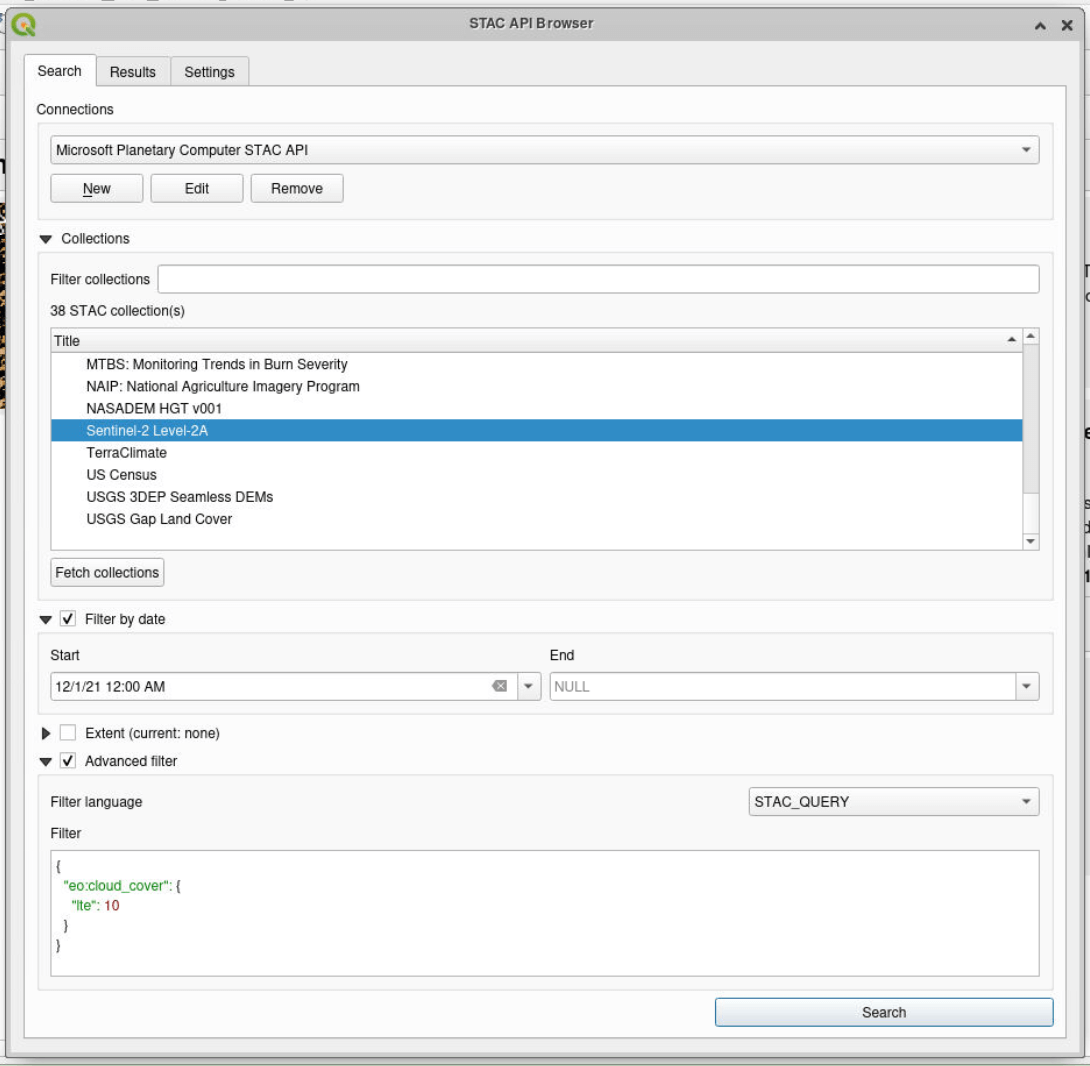 STAC API Browser
Search Results Settings
Connections
Microsoft Planetary Computer STAC API
New Edit Remove
Collections
Filter collections
38 STAC collection(s)
Title
MTBS: Monitoring Trends in Burn Severity
NAIP: National Agriculture Imagery Program
NASADEM HGT v001
Sentinel-2 Level-2A
TerraClimate
US Census
USGS 3DEP Seamless DEMs
USGS Gap Land Cover
Fetch collections
Filter by date
Start End
12/1/21 12:00 AM NULL
Extent (current: none)
Advanced filter
Filter language STAC_QUERY
Filter
{
"eo:cloud_cover": {
"lte": 10
}
}
Search